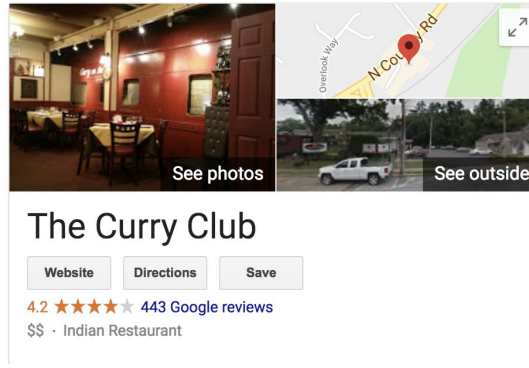 Overlook Way
N Country Rd
See photos
See outside
The Curry Club
Website
Directions
Save
4.2
443 Google reviews
$$ · Indian Restaurant